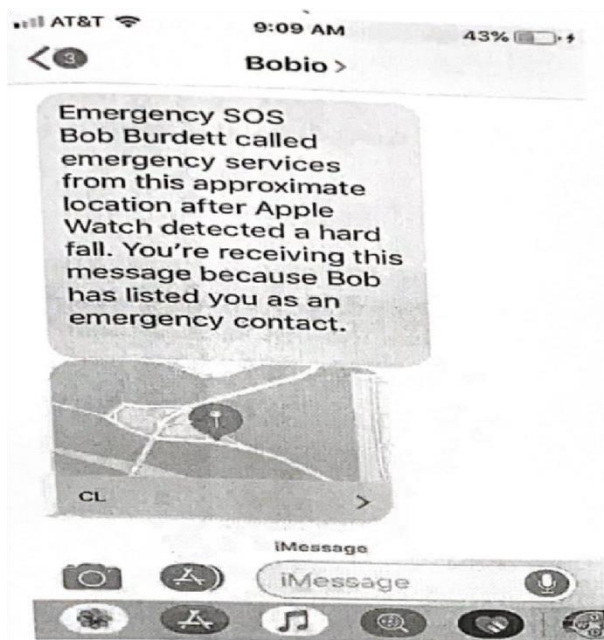 AT&T
9:09 AM
43%
3
Bobio >
Emergency SOS
Bob Burdett called
emergency services
from this approximate
location after Apple
Watch detected a hard
fall. You're receiving this
message because Bob
has listed you as an
emergency contact.
CL
iMessage
iMessage